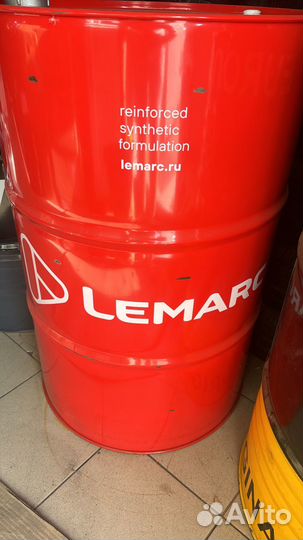 reinforced
synthetic
formulation
lemarc.ru
LEMARC
Avito